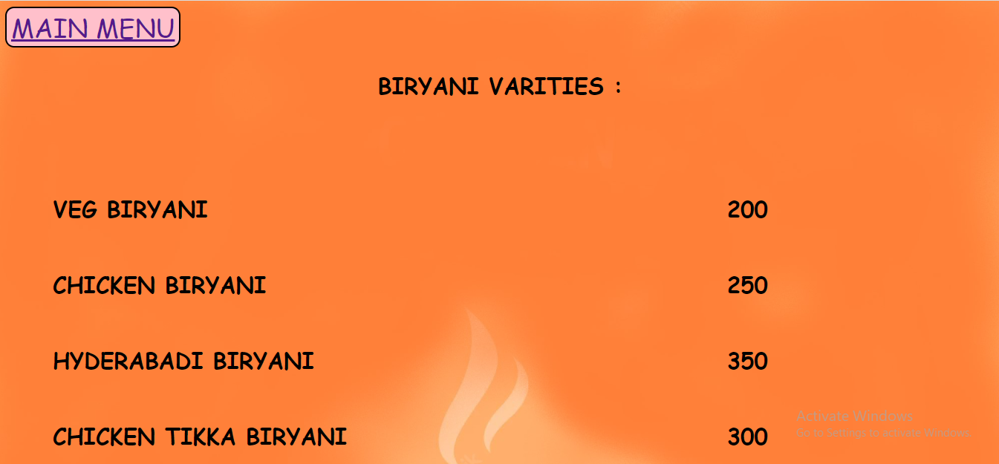 MAIN MENU
BIRYANI VARITIES :
VEG BIRYANI 200
CHICKEN BIRYANI 250
HYDERABADI BIRYANI 350
CHICKEN TIKKA BIRYANI 300
Activate Windows
Go to Settings to activate Windows.